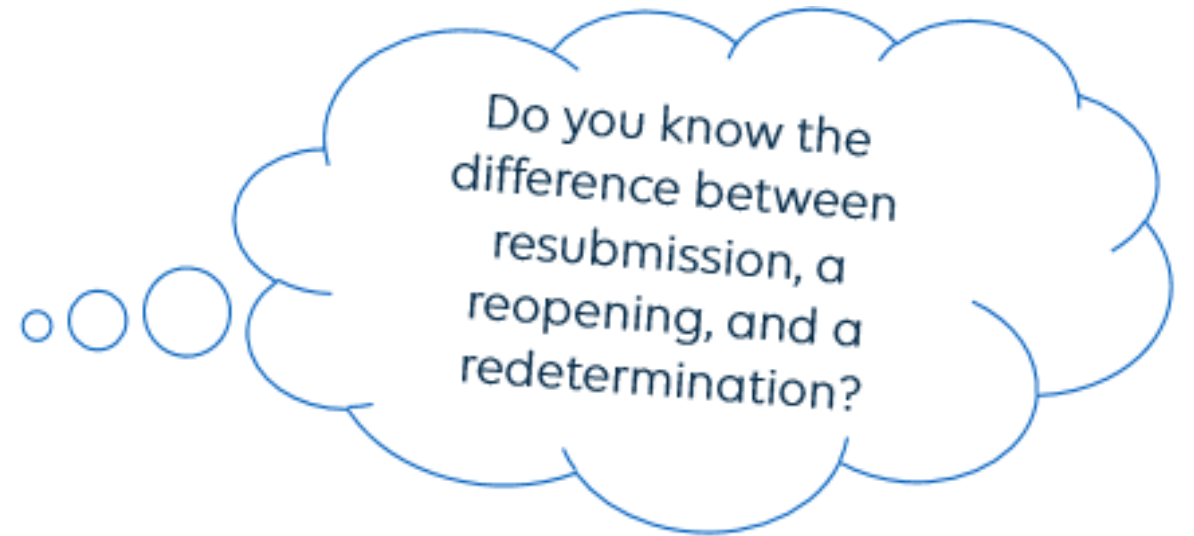 Do you know the
difference between
resubmission, a
reopening, and a
redetermination?